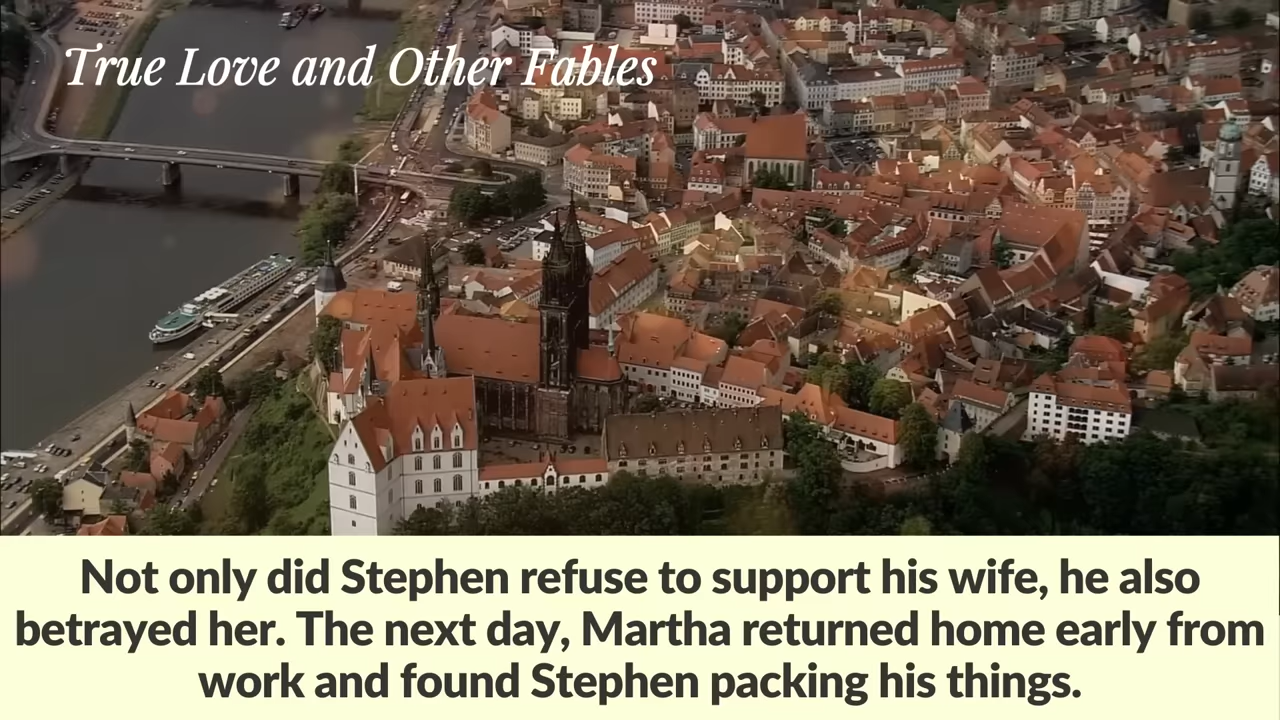 True Love and Other Fables
Not only did Stephen refuse to support his wife, he also
betrayed her. The next day, Martha returned home early from
work and found Stephen packing his things.